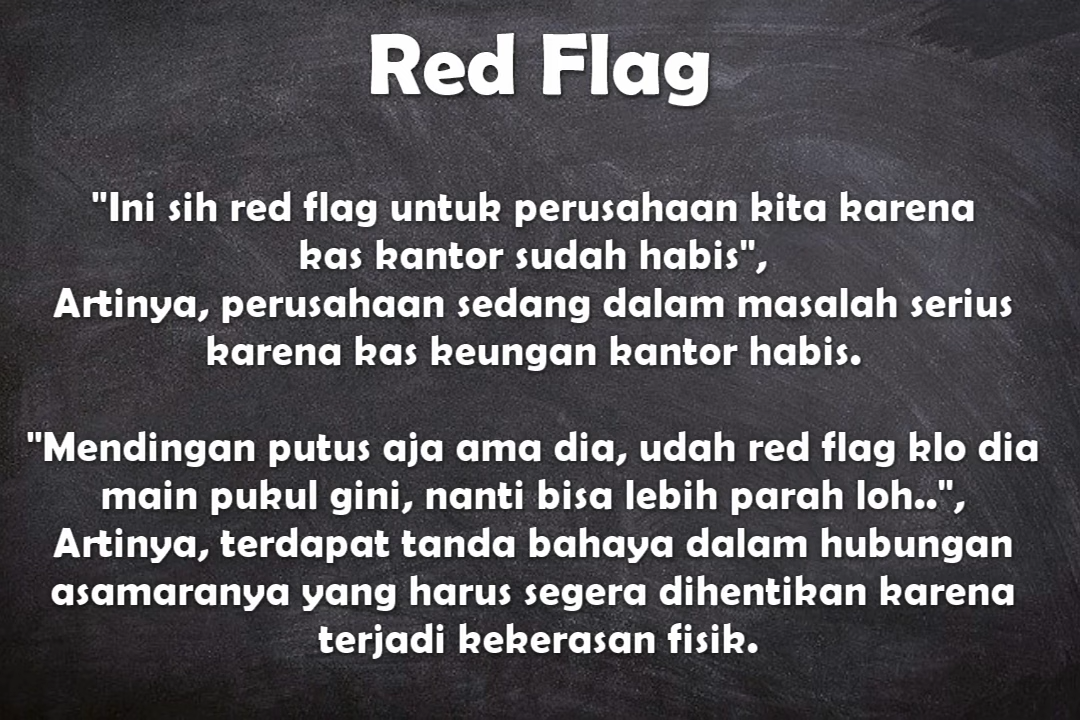 Red Flag
"Ini sih red flag untuk perusahaan kita karena
kas kantor sudah habis",
Artinya, perusahaan sedang dalam masalah serius
karena kas keungan kantor habis.
"Mendingan putus aja ama dia, udah red flag klo dia
main pukul gini, nanti bisa lebih parah loh..",
Artinya, terdapat tanda bahaya dalam hubungan
asamaranya yang harus segera dihentikan karena
terjadi kekerasan fisik.